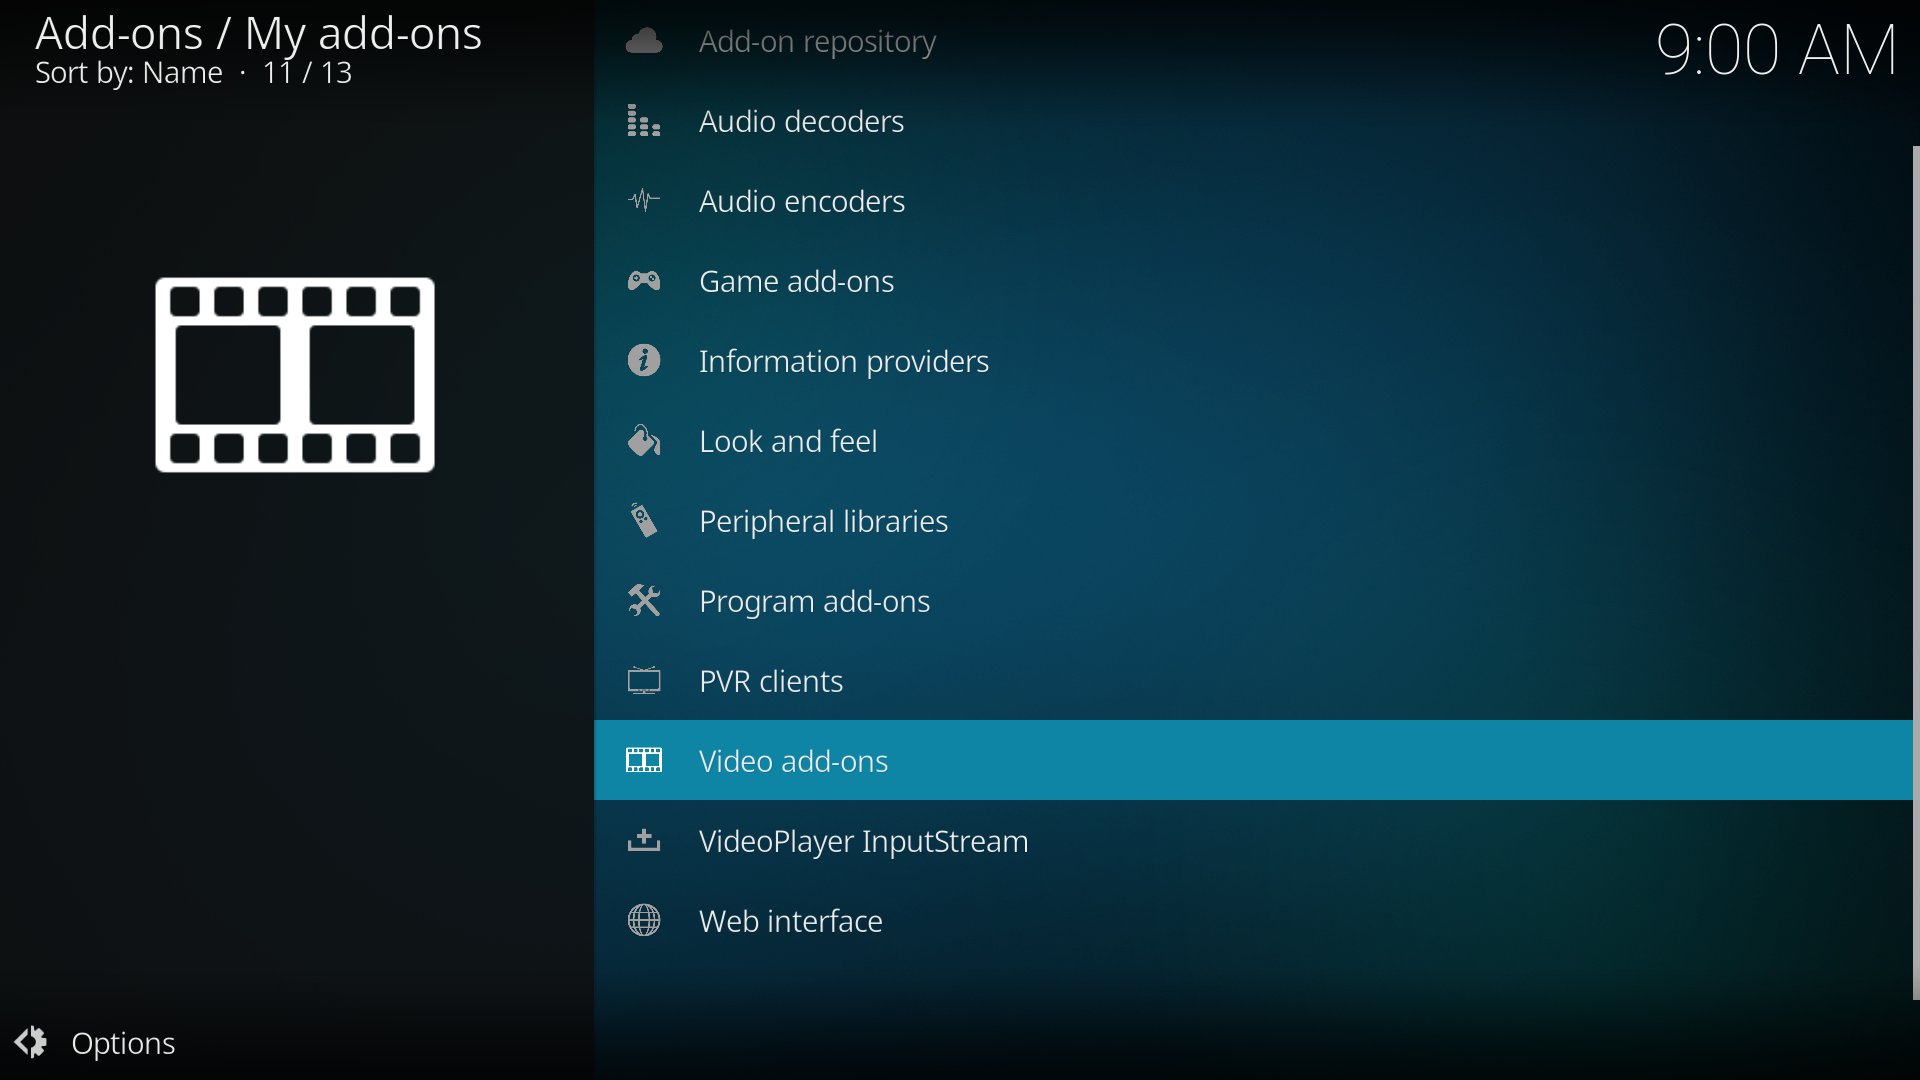 Add-ons / My add-ons
Sort by: Name · 11 / 13
9:00 AM
Add-on repository
Audio decoders
Audio encoders
Game add-ons
Information providers
Look and feel
Peripheral libraries
Program add-ons
PVR clients
Video add-ons
VideoPlayer InputStream
Web interface
Options